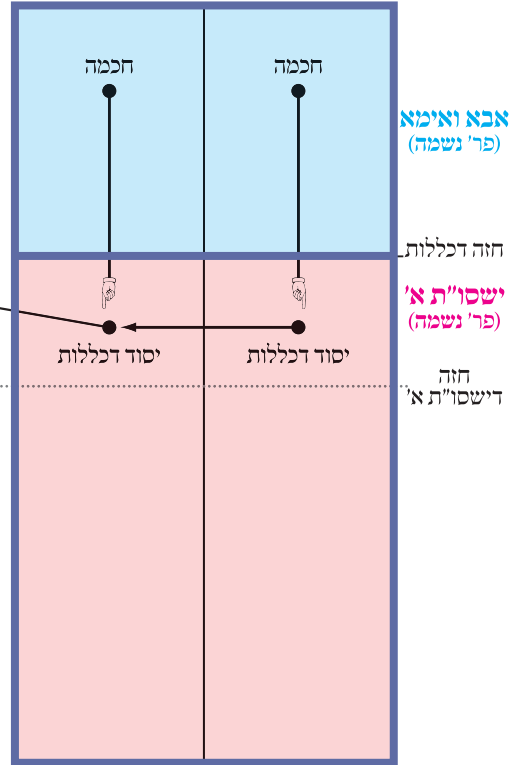 חכמה
חכמה
אבא ואימא
(פר' נשמה)
חזה דכללות
ישסו"ת א'
(פר' נשמה)
יסוד דכללות
יסוד דכללות
חזה
דישסו"ת א'